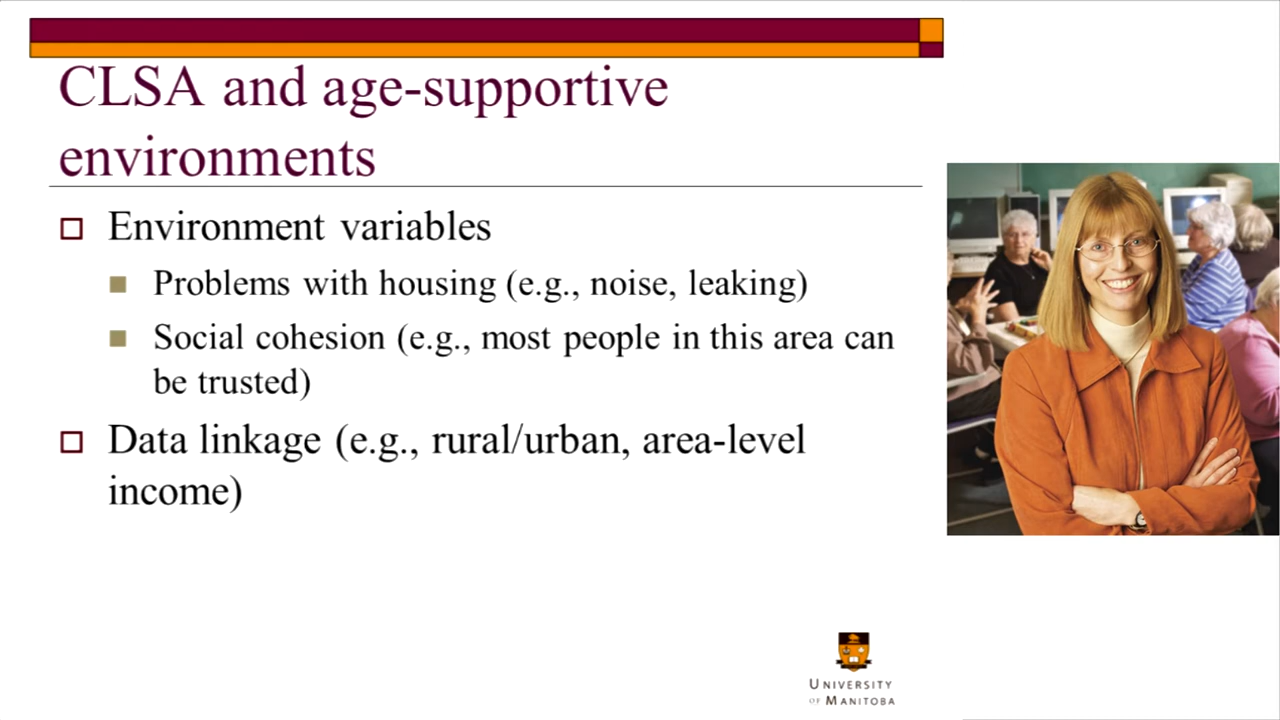 CLSA and age-supportive
environments
Environment variables
Problems with housing (e.g., noise, leaking)
Social cohesion (e.g., most people in this area can
be trusted)
Data linkage (e.g., rural/urban, area-level
income)
UNIVERSITY
OF MANITOBA